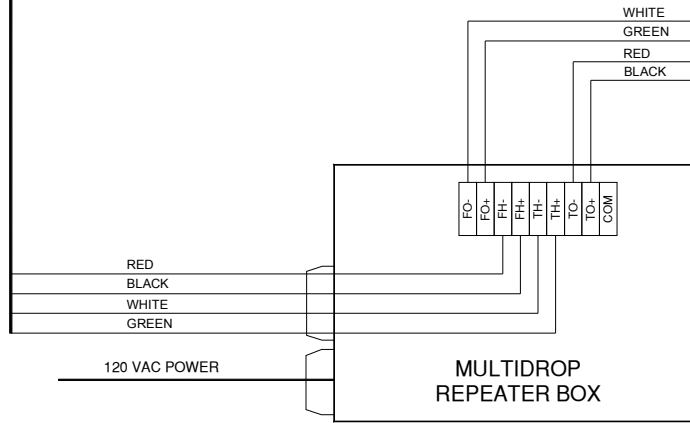 WHITE
GREEN
RED
BLACK
FO-
FO+
FH-
FH+
TH-
TH+
TO-
TO+
COM
RED
BLACK
WHITE
GREEN
120 VAC POWER
MULTIDROP
REPEATER BOX